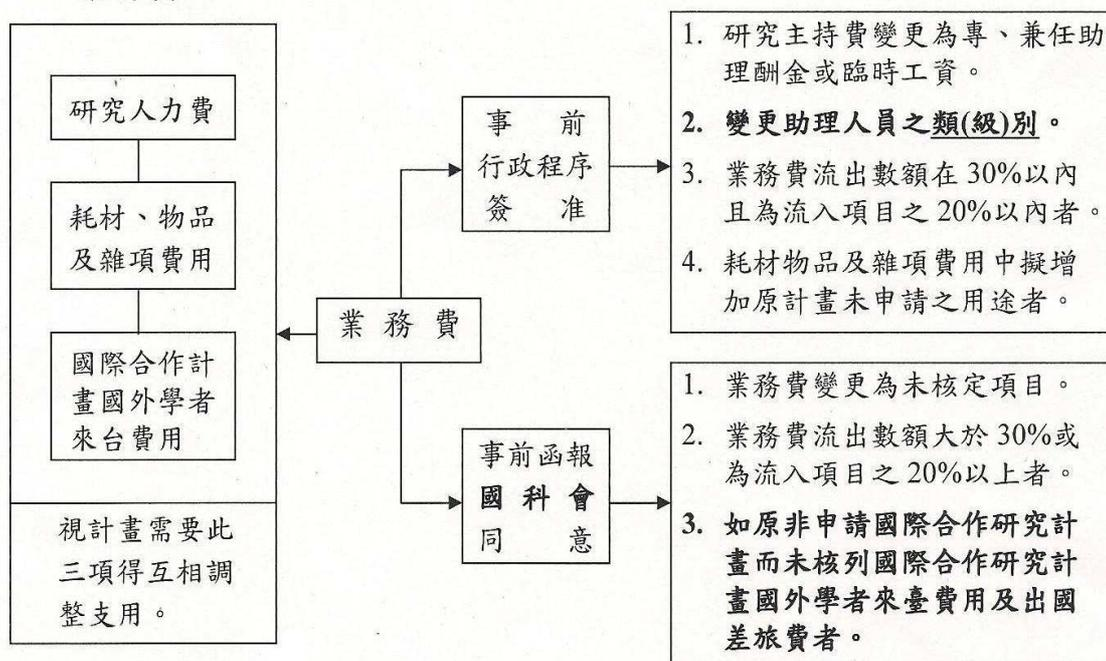 研究人力費
耗材、物品
及雜項費用
國際合作計
畫國外學者
來台費用
視計畫需要此
三項得互相調
整支用。
業務費
事前
行政程序
簽准
1. 研究主持費變更為專、兼任助
理酬金或臨時工資。
2. 變更助理人員之類(級)別。
3. 業務費流出數額在 30%以內
且為流入項目之 20%以內者。
4. 耗材物品及雜項費用中擬增
加原計畫未申請之用途者。
事前函報
國科會
同意
1. 業務費變更為未核定項目。
2. 業務費流出數額大於 30%或
為流入項目之 20%以上者。
3. 如原非申請國際合作研究計
畫而未核列國際合作研究計
畫國外學者來臺費用及出國
差旅費者。